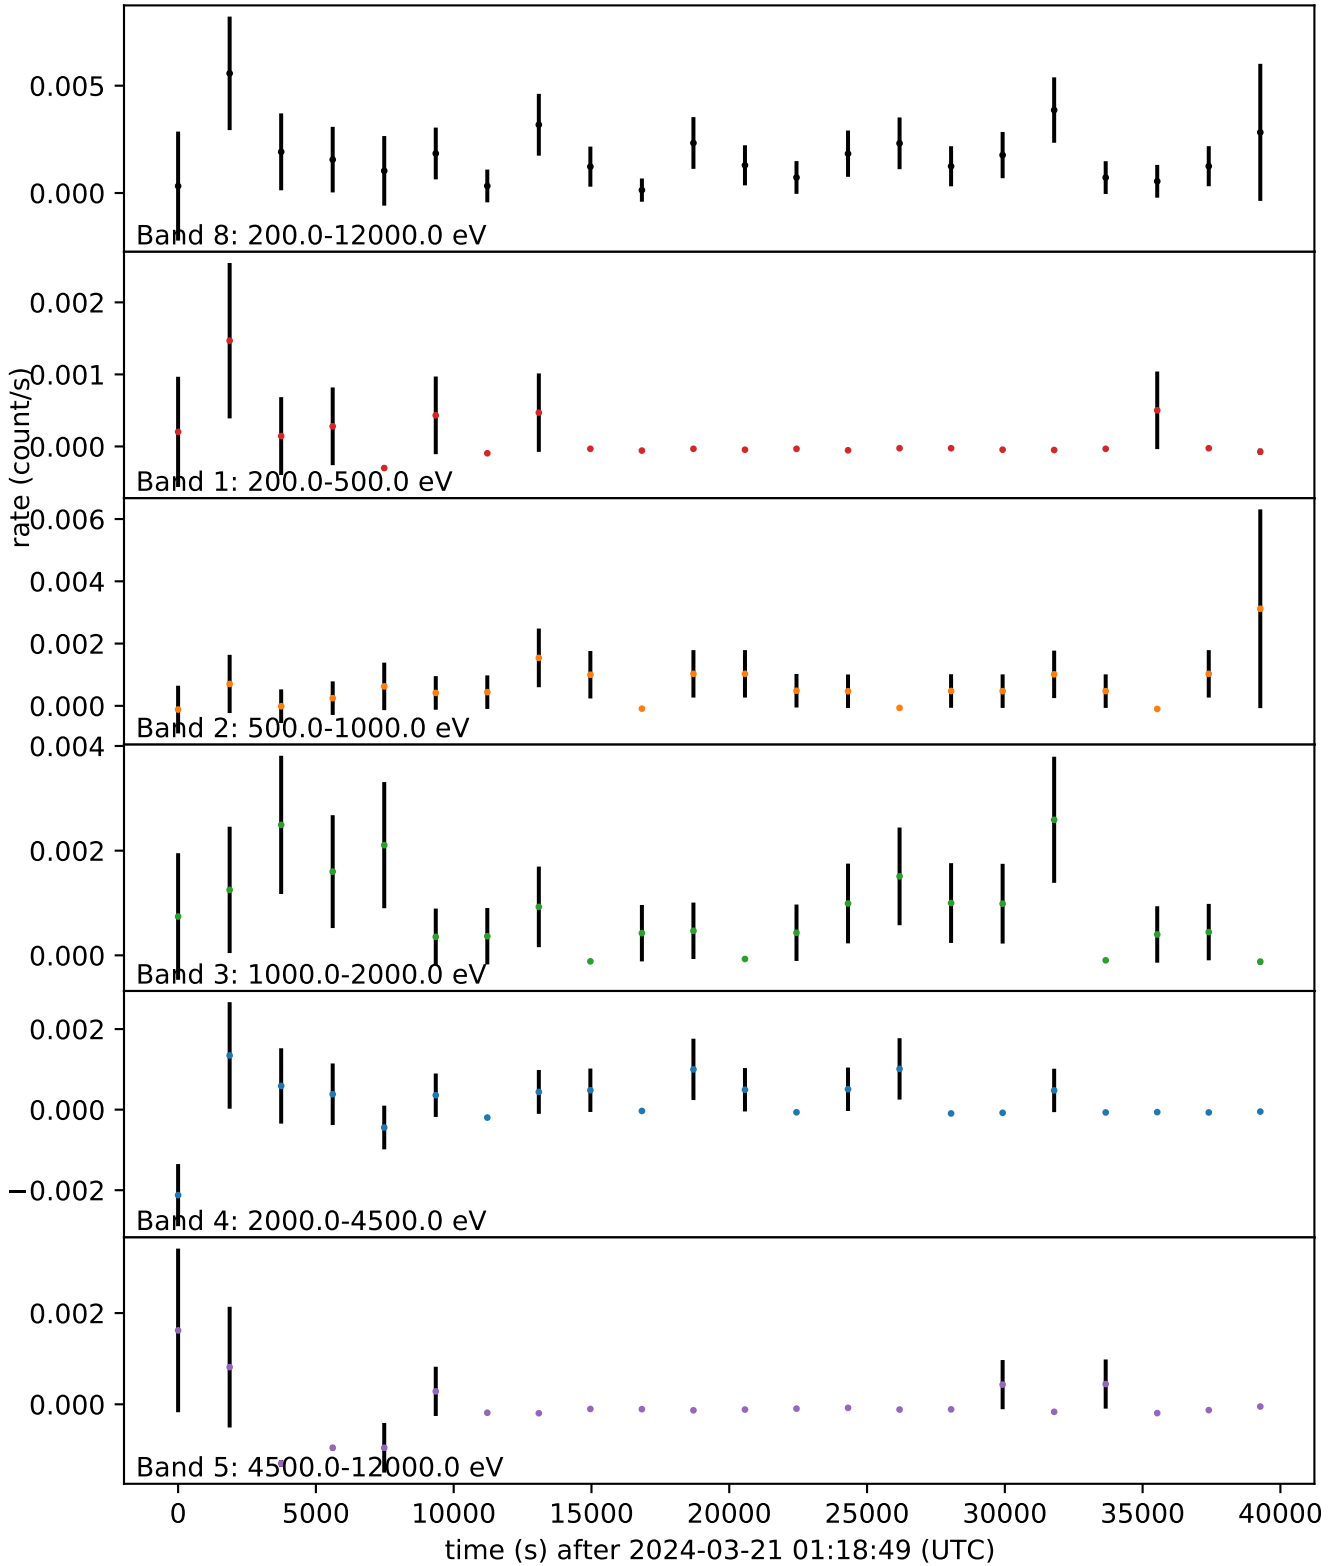 0.005
0.000
Band 8: 200.0-12000.0 eV
0.002
0.001
0.000
Band 1: 200.0-500.0 eV
rate (count/s)
0.006
0.004
0.002
0.000
Band 2: 500.0-1000.0 eV
0.004
0.002
0.000
Band 3: 1000.0-2000.0 eV
0.002
0.000
−0.002
Band 4: 2000.0-4500.0 eV
0.002
0.000
Band 5: 4500.0-12000.0 eV
0 5000 10000 15000 20000 25000 30000 35000 40000
time (s) after 2024-03-21 01:18:49 (UTC)